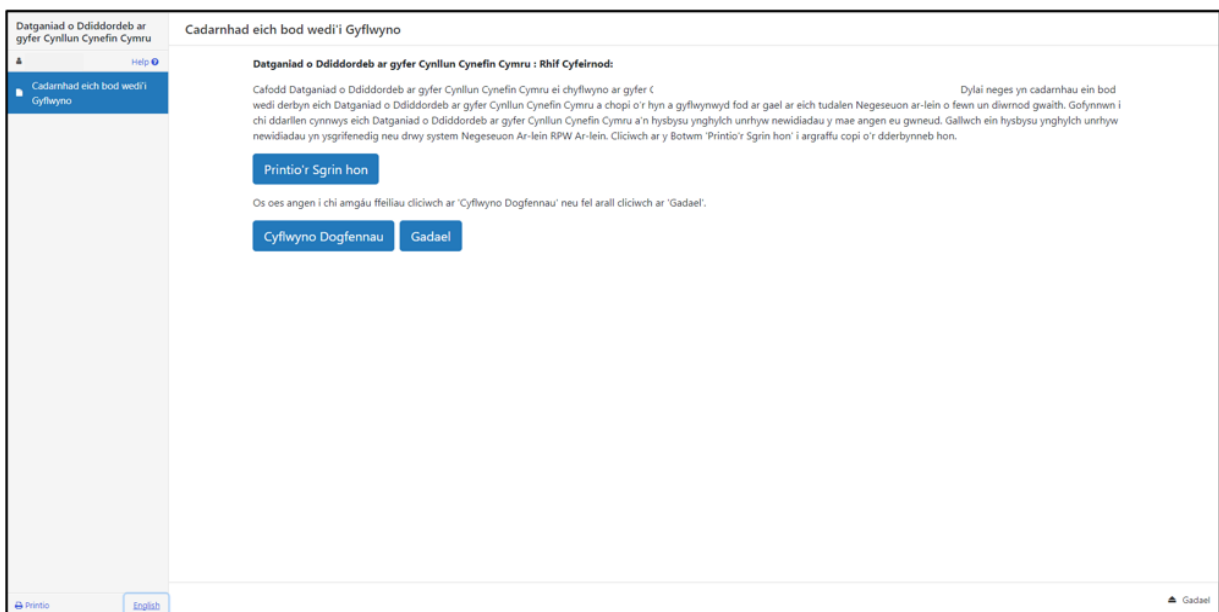 Datganiad o Ddiddordeb ar
gyfer Cynllun Cynefin Cymru
Help
Cadarnhad eich bod wedi'i
Gyflwyno
Cadarnhad eich bod wedi'i Gyflwyno
Datganiad o Ddiddordeb ar gyfer Cynllun Cynefin Cymru : Rhif Cyfeirnod:
Cafodd Datganiad o Ddiddordeb ar gyfer Cynllun Cynefin Cymru ei chyflwyno ar gyfer Dylai neges yn cadarnhau ein bod
wedi derbyn eich Datganiad o Ddiddordeb ar gyfer Cynllun Cynefin Cymru a chopi o'r hyn a gyflwynwyd fod ar gael ar eich tudalen Negeseuon ar-lein o fewn un diwrnod gwaith. Gofynnwn i
chi ddarllen cynnwys eich Datganiad o Ddiddordeb ar gyfer Cynllun Cynefin Cymru a'n hysbysu ynghylch unrhyw newidiadau y mae angen eu gwneud. Gallwch ein hysbysu ynghylch unrhyw
newidiadau yn ysgrifenedig neu drwy system Negeseuon Ar-lein RPW Ar-lein. Cliciwch ar y Botwm 'Printio'r Sgrin hon' i argraffu copi o'r dderbynneb hon.
Printio'r Sgrin hon
Os oes angen i chi amgáu ffeiliau cliciwch ar 'Cyflwyno Dogfennau' neu fel arall cliciwch ar 'Gadael'.
Cyflwyno Dogfennau Gadael
Printio English
Gadael